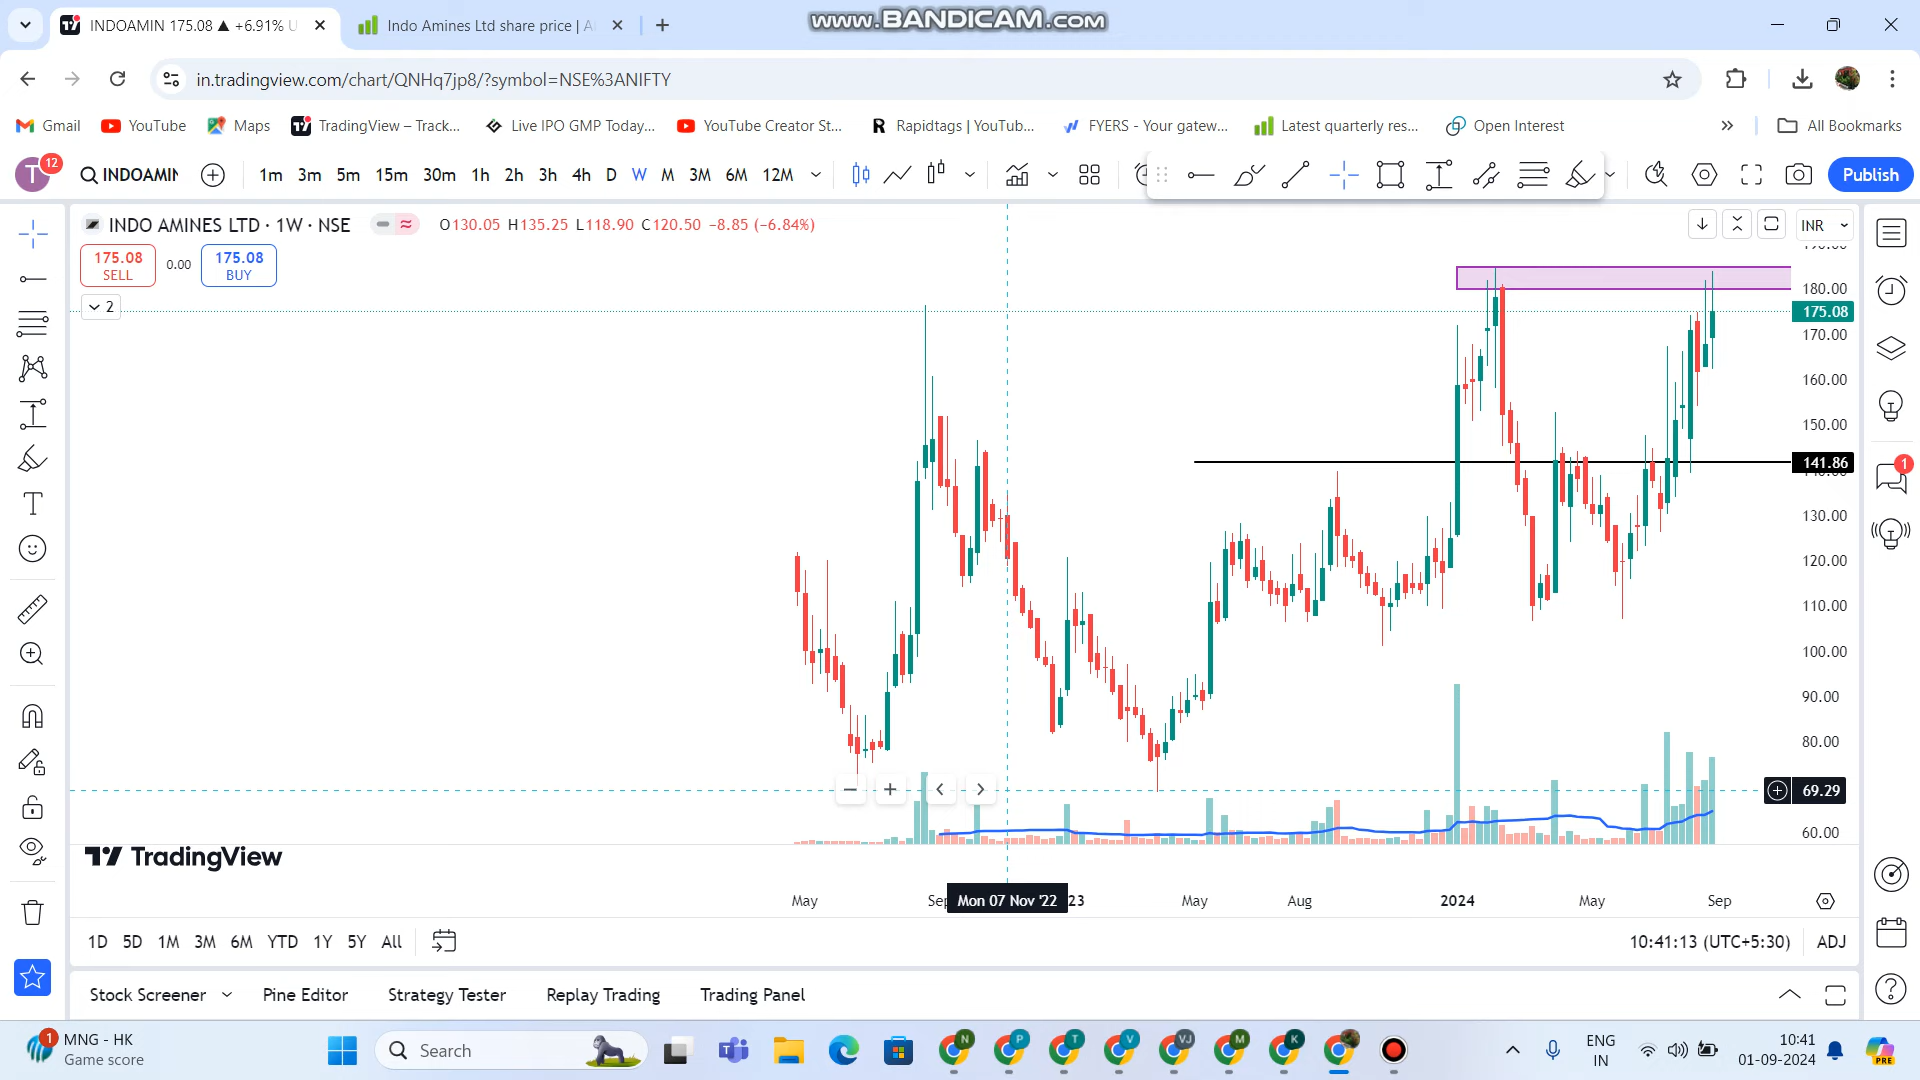 INDOAMIN 175.08 ▲ +6.91% U
Indo Amines Ltd share price | A
www.BANDICAM.com
in.tradingview.com/chart/QNHq7jp8/?symbol=NSE%3ANIFTY
Gmail YouTube Maps TradingView – Track... Live IPO GMP Today... YouTube Creator St... Rapidtags | YouTub... FYERS - Your gatew... Latest quarterly res... Open Interest » All Bookmarks
T 12 INDOAMIN 1m 3m 5m 15m 30m 1h 2h 3h 4h D W M 3M 6M 12M Publish
INDO AMINES LTD · 1W · NSE O130.05 H135.25 L118.90 C120.50 −8.85 (−6.84%) INR
175.08 0.00 175.08
SELL BUY
2
180.00
175.08
170.00
160.00
150.00
141.86
130.00
120.00
110.00
100.00
90.00
80.00
69.29
60.00
1
TradingView
May Sep Mon 07 Nov '22 23 May Aug 2024 May Sep
1D 5D 1M 3M 6M YTD 1Y 5Y All 10:41:13 (UTC+5:30) ADJ
Stock Screener Pine Editor Strategy Tester Replay Trading Trading Panel
1 MNG - HK
Game score
Search
N P T V VJ M K
ENG
IN
10:41
01-09-2024
PRE